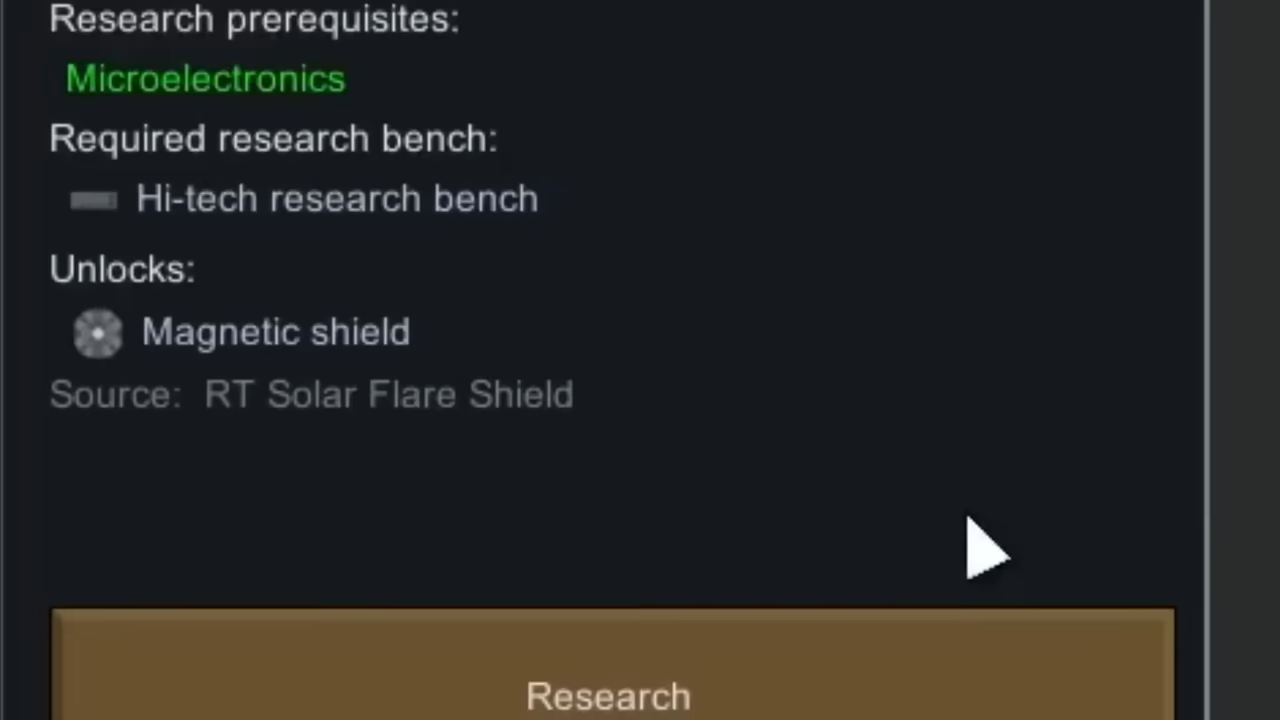 Research prerequisites:
Microelectronics
Required research bench:
Hi-tech research bench
Unlocks:
Magnetic shield
Source: RT Solar Flare Shield
Research